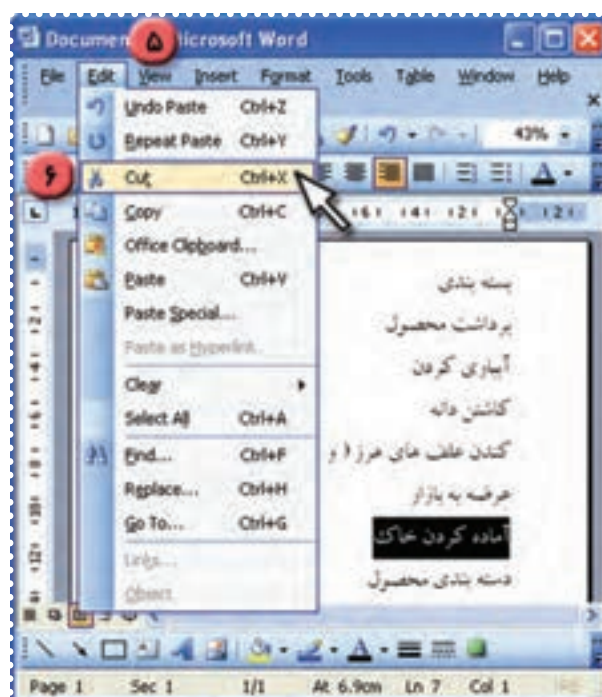 Document Microsoft Word
۵
File Edit View Insert Format Tools Table Window Help
Undo Paste Ctrl+Z
Repeat Paste Ctrl+Y
43%
۶
Cut Ctrl+X
Copy Ctrl+C
Office Clipboard...
Paste Ctrl+V
Paste Special...
Paste as Hyperlink
Clear
Select All Ctrl+A
Find... Ctrl+F
Replace... Ctrl+H
Go To... Ctrl+G
Links...
Object
بسته بندی
برداشت محصول
آبیاری کردن
کاشتن دانه
کندن علف های هرز ( و
عرضه به بازار
آماده کردن خاک
دسته بندی محصول
Page 1 Sec 1 1/1 At 6.9cm Ln 7 Col 1